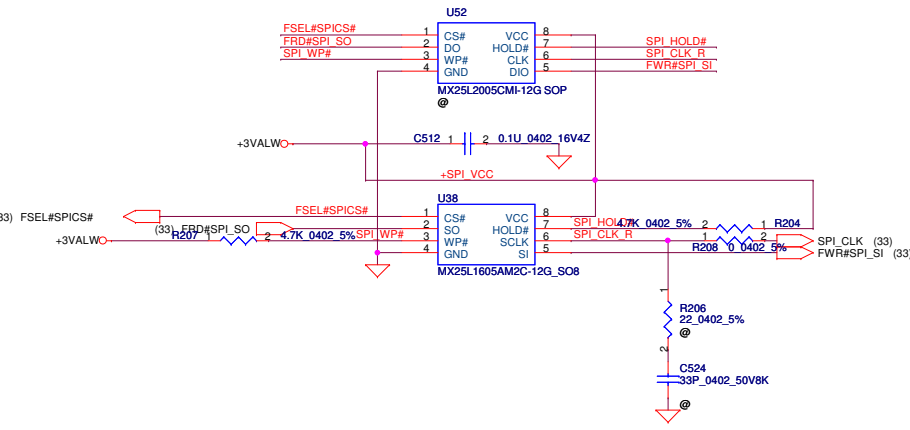 U52
FSEL#SPICS# 1 CS# VCC 8
FRD#SPI_SO 2 DO HOLD# 7 SPI_HOLD#
SPI_WP# 3 WP# CLK 6 SPI_CLK_R
4 GND DIO 5 FWR#SPI_SI
MX25L2005CMI-12G SOP
@
+3VALW C512 1 2 0.1U_0402_16V4Z
+SPI_VCC
U38
33) FSEL#SPICS# FSEL#SPICS# 1 CS# VCC 8
(33) FRD#SPI_SO 2 SO HOLD# 7 SPI_HOLD# 4.7K_0402_5% 2 1 R204
+3VALW R207 1 2 4.7K_0402_5% SPI_WP# 3 WP# SCLK 6 SPI_CLK_R 1 2 SPI_CLK (33)
4 GND SI 5 R208 0_0402_5% FWR#SPI_SI (33)
MX25L1605AM2C-12G_SO8
1
R206
22_0402_5%
@
2
C524
33P_0402_50V8K
@